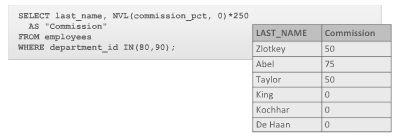 SELECT last_name, NVL(commission_pct, 0)*250
AS "Commission"
FROM employees
WHERE department_id IN(80,90);
LAST_NAME Commission
Zlotkey 50
Abel 75
Taylor 50
King 0
Kochhar 0
De Haan 0